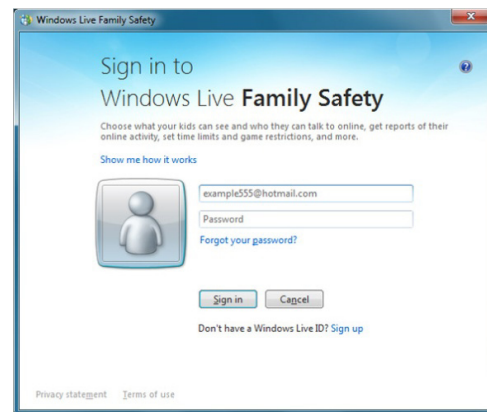 Windows Live Family Safety
Sign in to
Windows Live Family Safety
Choose what your kids can see and who they can talk to online, get reports of their
online activity, set time limits and game restrictions, and more.
Show me how it works
example555@hotmail.com
Password
Forgot your password?
Sign in Cancel
Don't have a Windows Live ID? Sign up
Privacy statement Terms of use